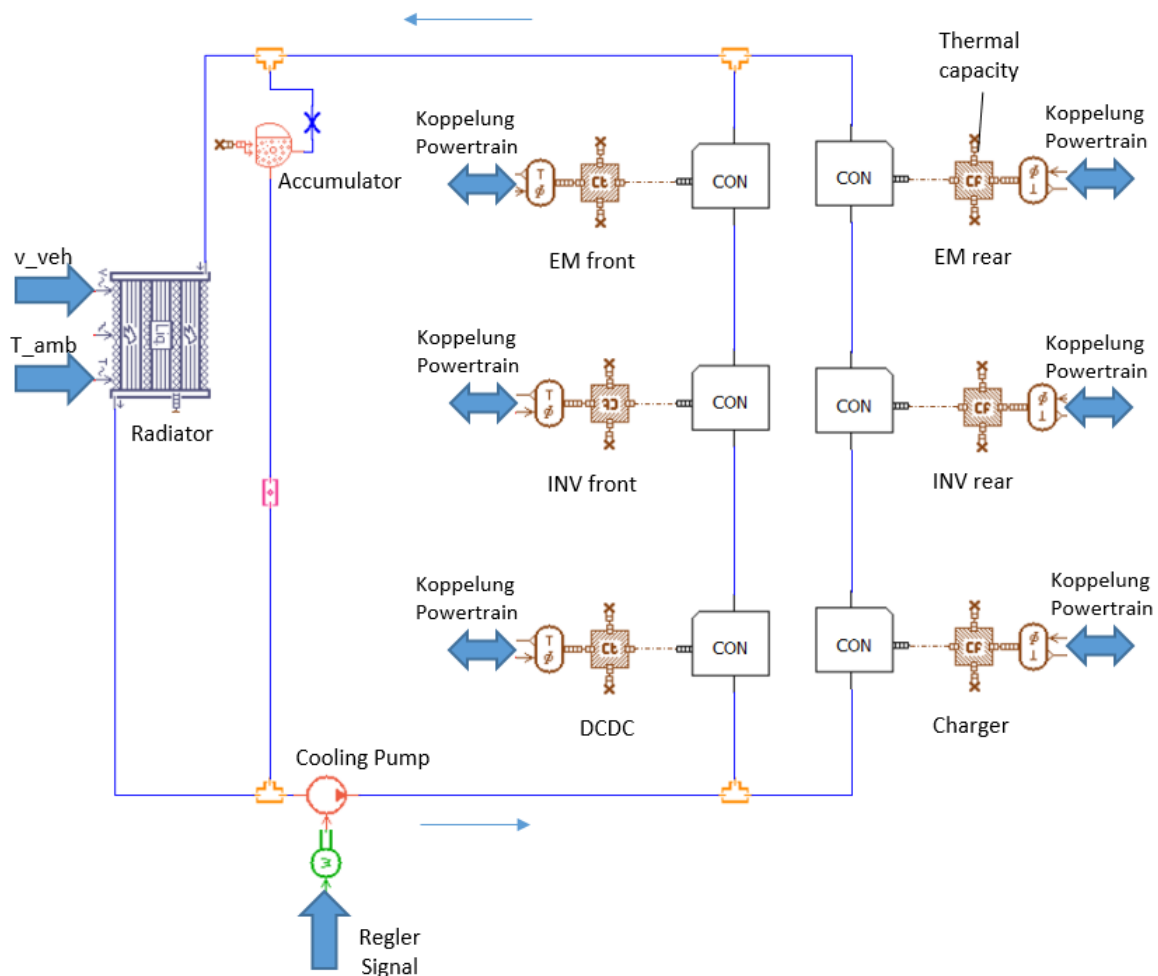 Thermal
capacity
Koppelung
Powertrain
Koppelung
Powertrain
Accumulator
CON
CON
EM front
EM rear
v_veh
T_amb
Liq.
Radiator
Koppelung
Powertrain
Koppelung
Powertrain
CON
CON
INV front
INV rear
Koppelung
Powertrain
Koppelung
Powertrain
CON
CON
DCDC
Charger
Cooling Pump
Regler
Signal